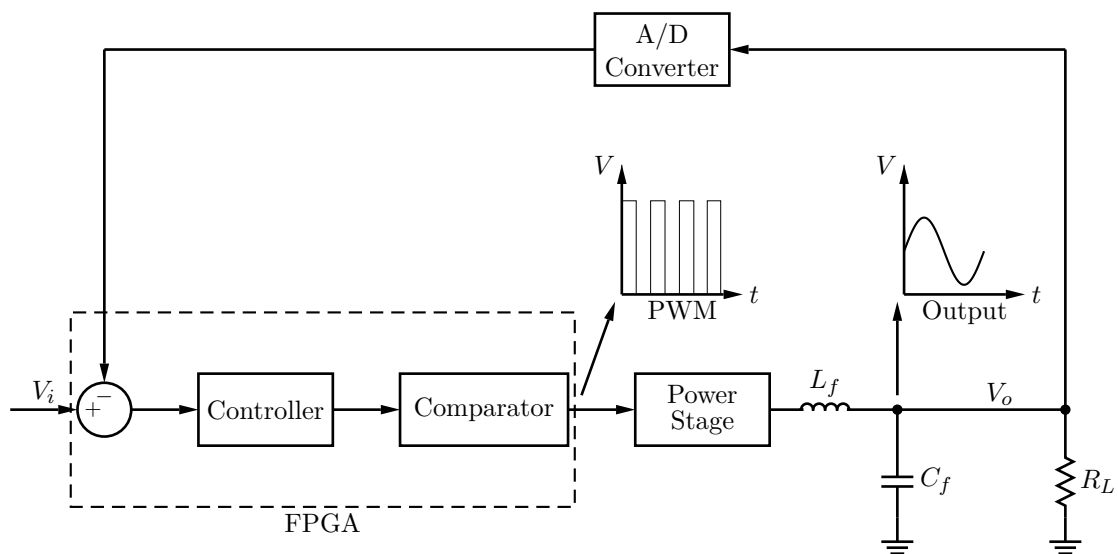 A/D
Converter
V
t
PWM
V
t
Output
V_i
+
−
Controller
Comparator
Power
Stage
L_f
V_o
C_f
R_L
FPGA